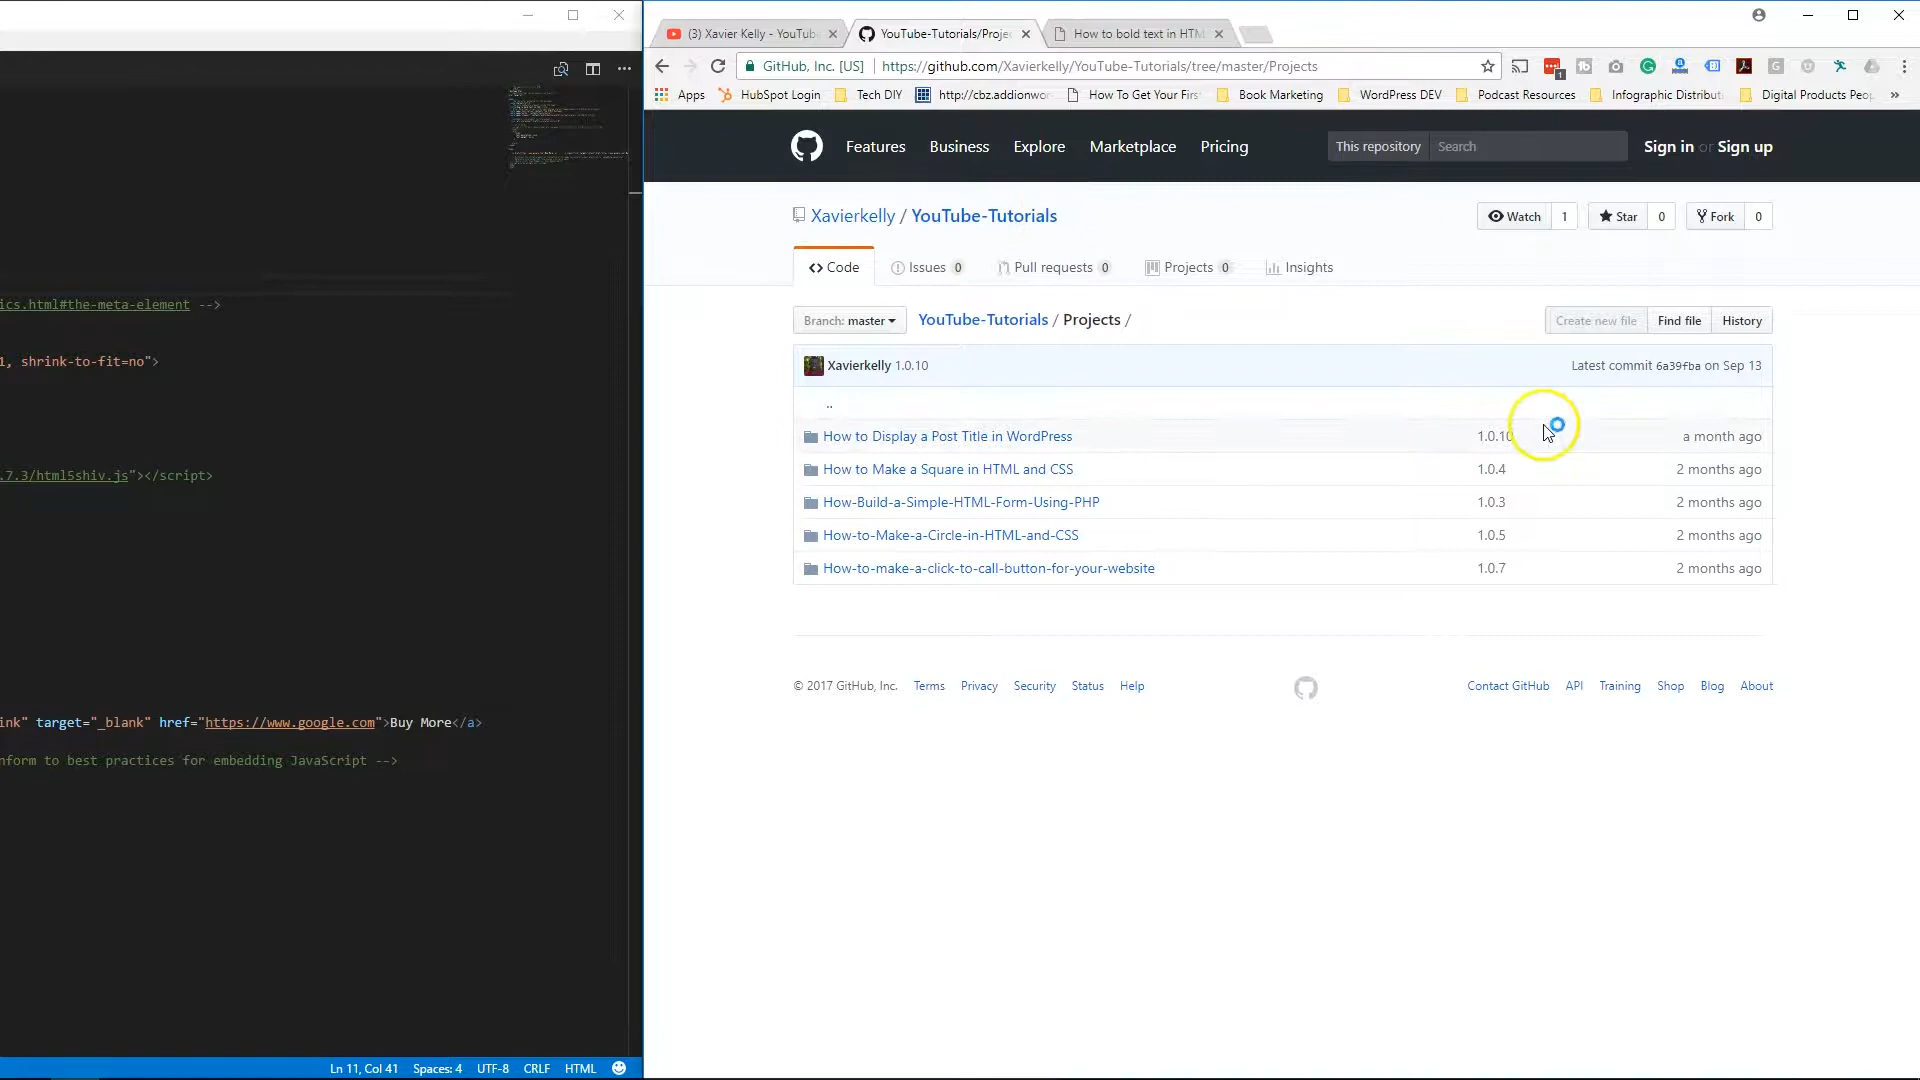 ics.html#the-meta-element -->
1, shrink-to-fit=no">
.7.3/html5shiv.js"></script>
ink" target="_blank" href="https://www.google.com">Buy More</a>
nform to best practices for embedding JavaScript -->
Ln 11, Col 41 Spaces: 4 UTF-8 CRLF HTML
(3) Xavier Kelly - YouTube YouTube-Tutorials/Projec How to bold text in HTM
GitHub, Inc. [US] https://github.com/Xavierkelly/YouTube-Tutorials/tree/master/Projects
Apps HubSpot Login Tech DIY http://cbz.addionwor How To Get Your Firs Book Marketing WordPress DEV Podcast Resources Infographic Distribut Digital Products Peop »
Features Business Explore Marketplace Pricing This repository Search Sign in or Sign up
Xavierkelly / YouTube-Tutorials Watch 1 Star 0 Fork 0
Code Issues 0 Pull requests 0 Projects 0 Insights
Branch: master YouTube-Tutorials / Projects / Create new file Find file History
Xavierkelly 1.0.10 Latest commit 6a39fba on Sep 13
..
How to Display a Post Title in WordPress 1.0.10 a month ago
How to Make a Square in HTML and CSS 1.0.4 2 months ago
How-Build-a-Simple-HTML-Form-Using-PHP 1.0.3 2 months ago
How-to-Make-a-Circle-in-HTML-and-CSS 1.0.5 2 months ago
How-to-make-a-click-to-call-button-for-your-website 1.0.7 2 months ago
© 2017 GitHub, Inc. Terms Privacy Security Status Help Contact GitHub API Training Shop Blog About